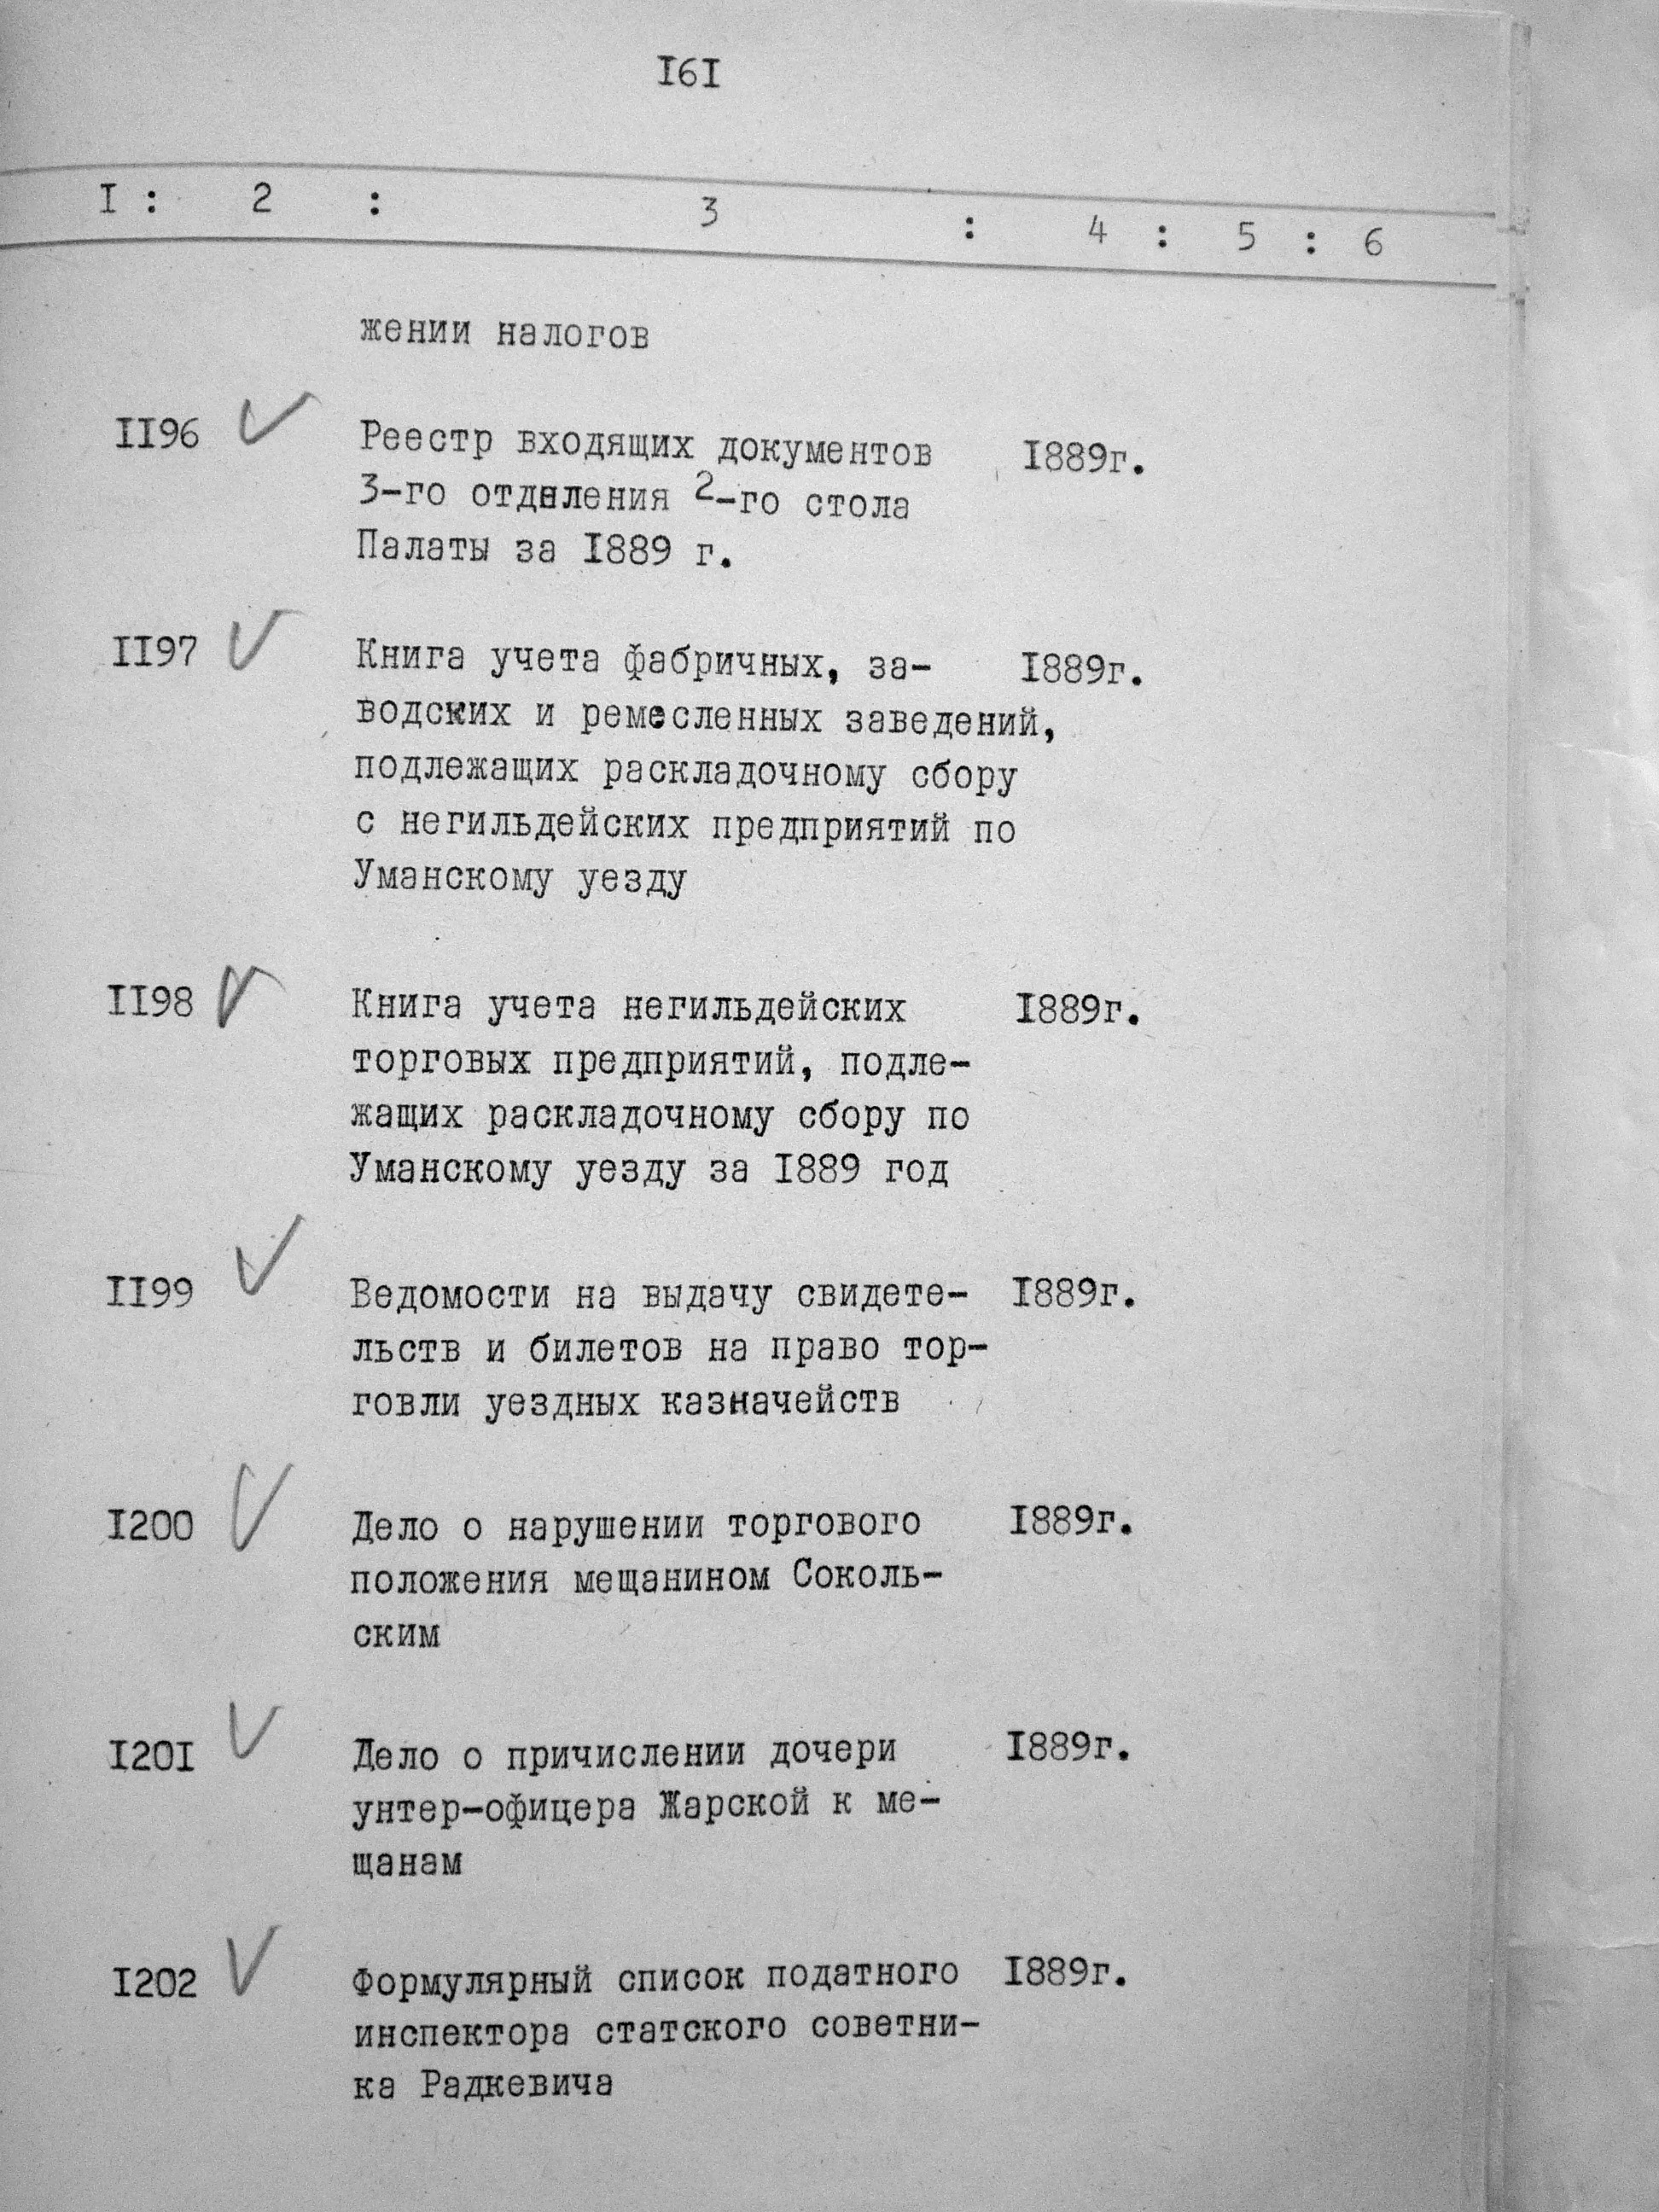 I6I
I : 2 : 3 : 4 : 5 : 6
жении налогов
II96 Реестр входящих документов I889г.
3-го отднления 2-го стола
Палаты за I889 г.
II97 Книга учета фабричных, за- I889г.
водских и ремесленных заведений,
подлежащих раскладочному сбору
с негильдейских предприятий по
Уманскому уезду
II98 Книга учета негильдейских I889г.
торговых предприятий, подле-
жащих раскладочному сбору по
Уманскому уезду за I889 год
II99 Ведомости на выдачу свидете- I889г.
льств и билетов на право тор-
говли уездных казначейств
I200 Дело о нарушении торгового I889г.
положения мещанином Соколь-
ским
I20I Дело о причислении дочери I889г.
унтер-офицера Жарской к ме-
щанам
I202 Формулярный список податного I889г.
инспектора статского советни-
ка Радкевича